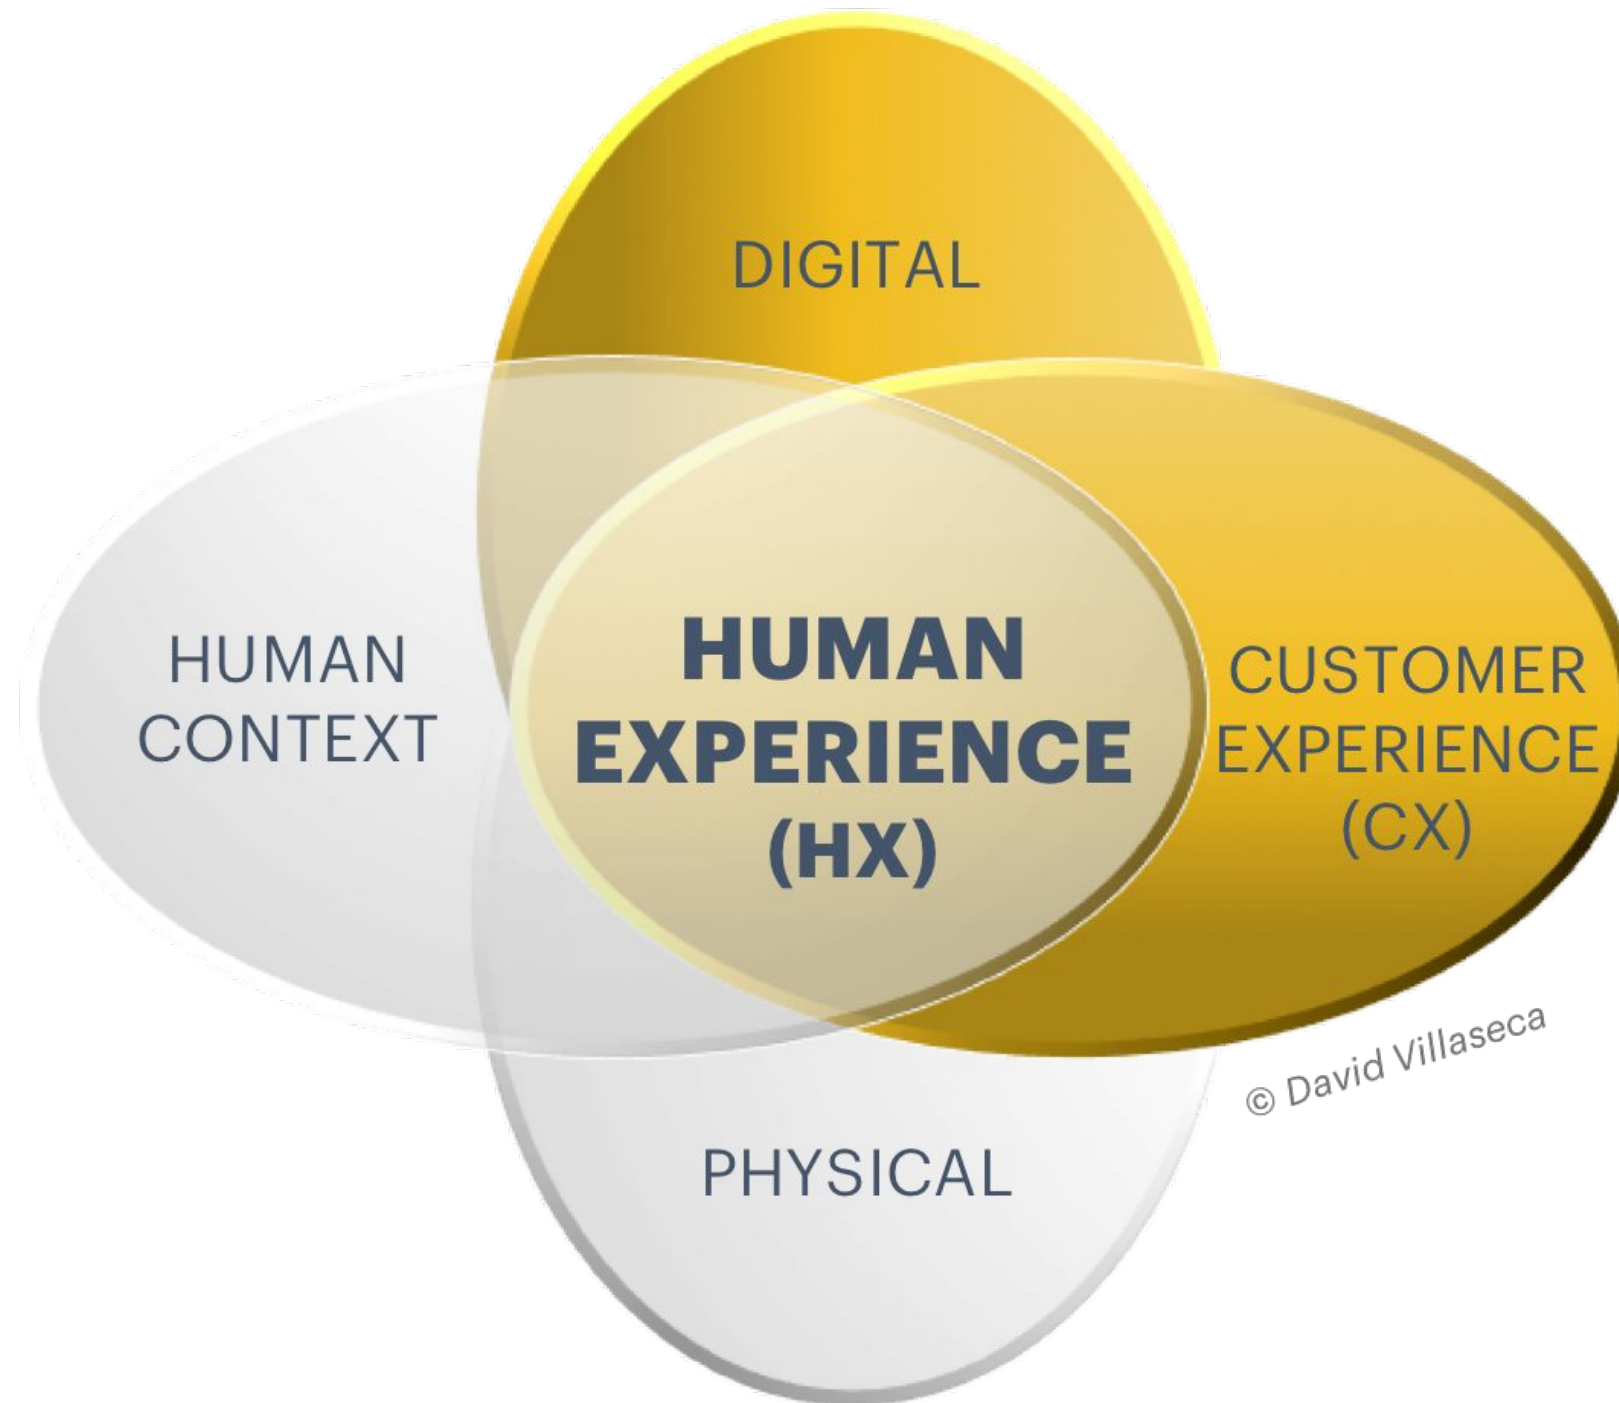 DIGITAL
HUMAN
CONTEXT
HUMAN
EXPERIENCE
(HX)
CUSTOMER
EXPERIENCE
(CX)
© David Villaseca
PHYSICAL